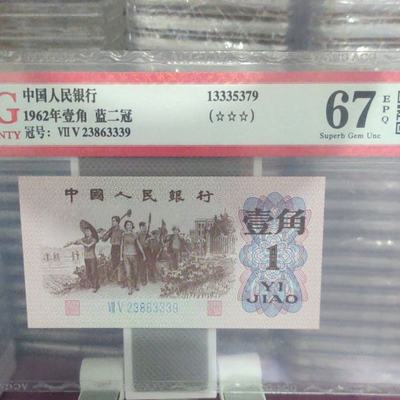 G
中国人民银行
13335379
1962年壹角 蓝二冠
(☆☆☆)
NTY
冠号: VII V 23863339
67
EPQ
Superb Gem Unc
中國人民銀行
壹角
1
YI
JIAO
VII V 23863339